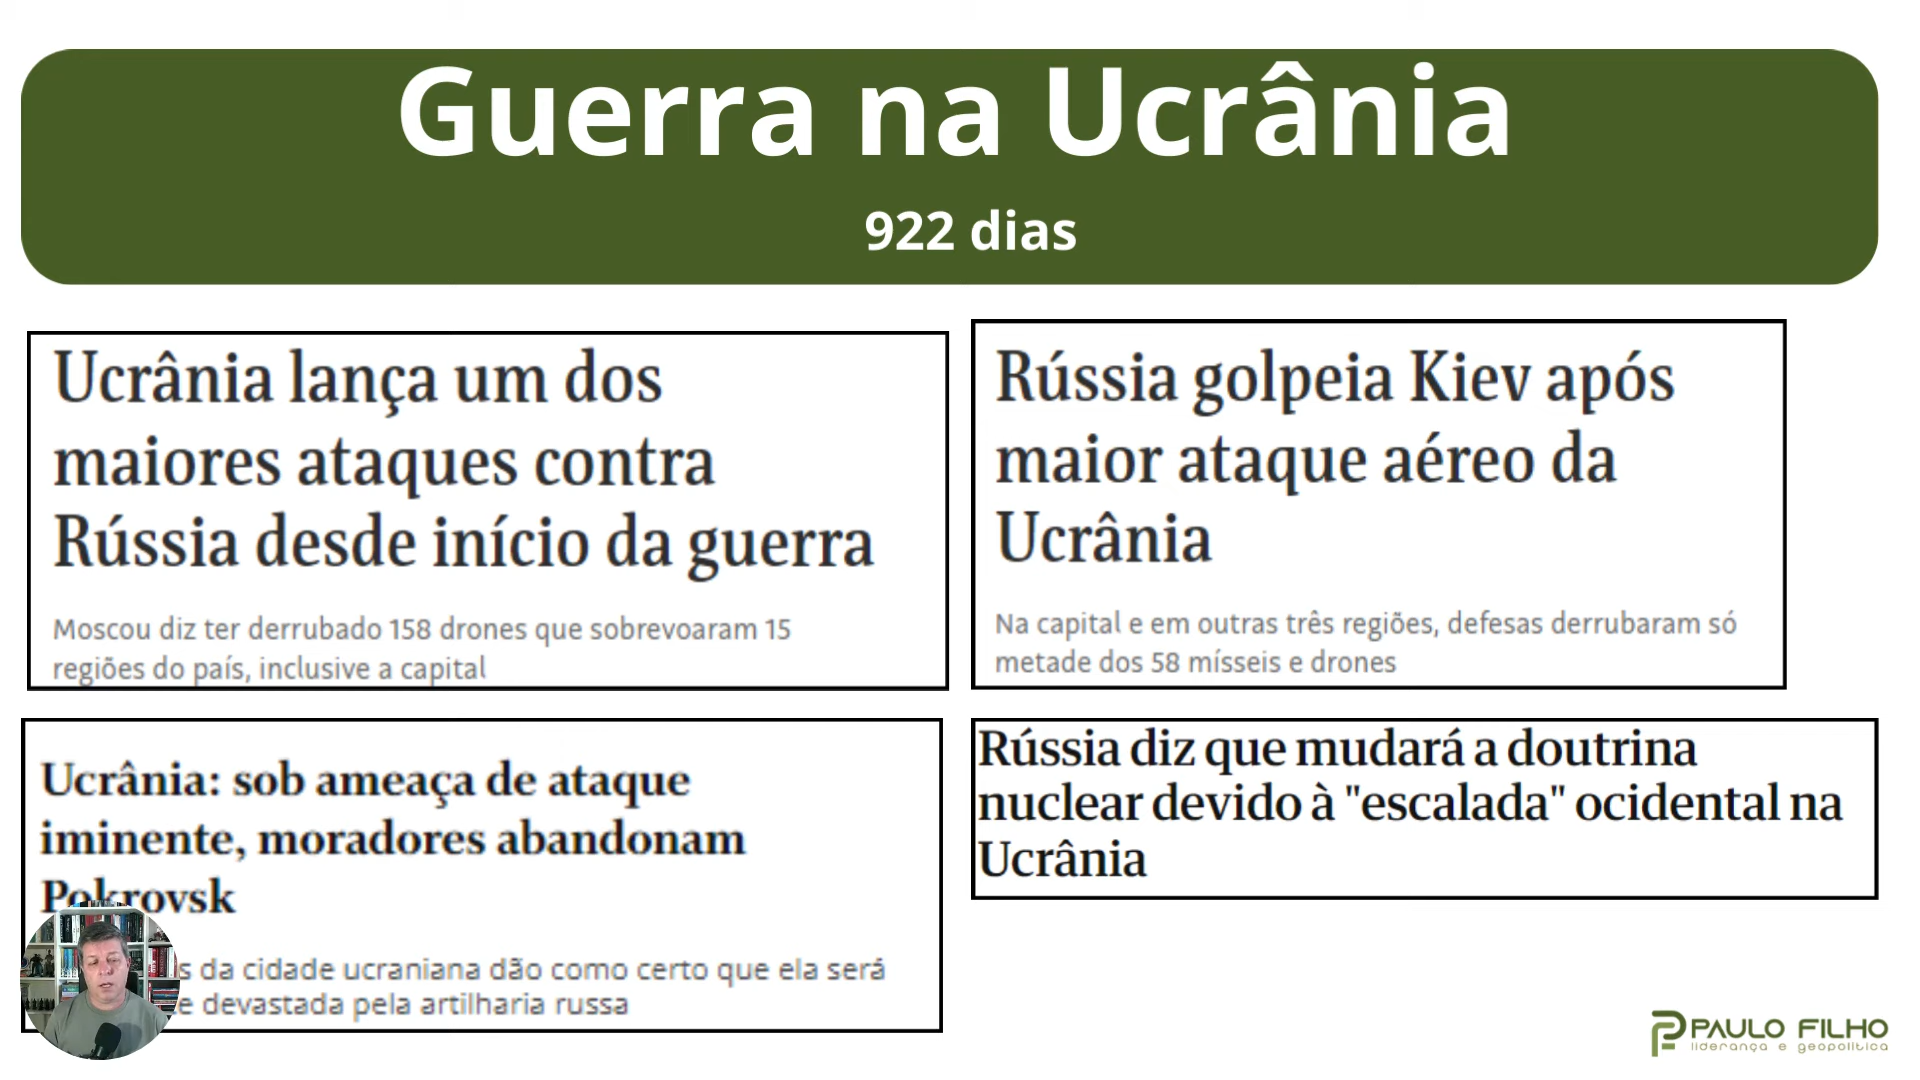 Guerra na Ucrânia
922 dias
Ucrânia lança um dos
maiores ataques contra
Rússia desde início da guerra
Moscou diz ter derrubado 158 drones que sobrevoaram 15
regiões do país, inclusive a capital
Rússia golpeia Kiev após
maior ataque aéreo da
Ucrânia
Na capital e em outras três regiões, defesas derrubaram só
metade dos 58 mísseis e drones
Ucrânia: sob ameaça de ataque
iminente, moradores abandonam
Pokrovsk
da cidade ucraniana dão como certo que ela será
devastada pela artilharia russa
Rússia diz que mudará a doutrina
nuclear devido à "escalada" ocidental na
Ucrânia
PAULO FILHO
liderança e geopolítica